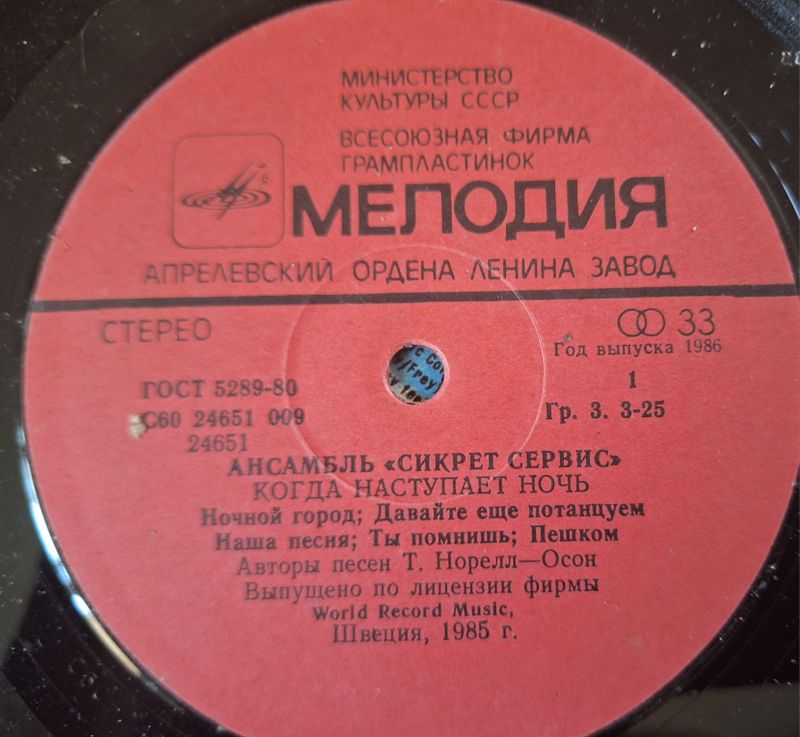 МИНИСТЕРСТВО
КУЛЬТУРЫ СССР
ВСЕСОЮЗНАЯ ФИРМА
ГРАМПЛАСТИНОК
МЕЛОДИЯ
АПРЕЛЕВСКИЙ ОРДЕНА ЛЕНИНА ЗАВОД
СТЕРЕО
33
Год выпуска 1986
ГОСТ 5289-80
1
С60 24651 009
Гр. 3. 3-25
24651
АНСАМБЛЬ «СИКРЕТ СЕРВИС»
КОГДА НАСТУПАЕТ НОЧЬ
Ночной город; Давайте еще потанцуем
Наша песня; Ты помнишь; Пешком
Авторы песен Т. Норелл—Осон
Выпущено по лицензии фирмы
World Record Music,
Швеция, 1985 г.